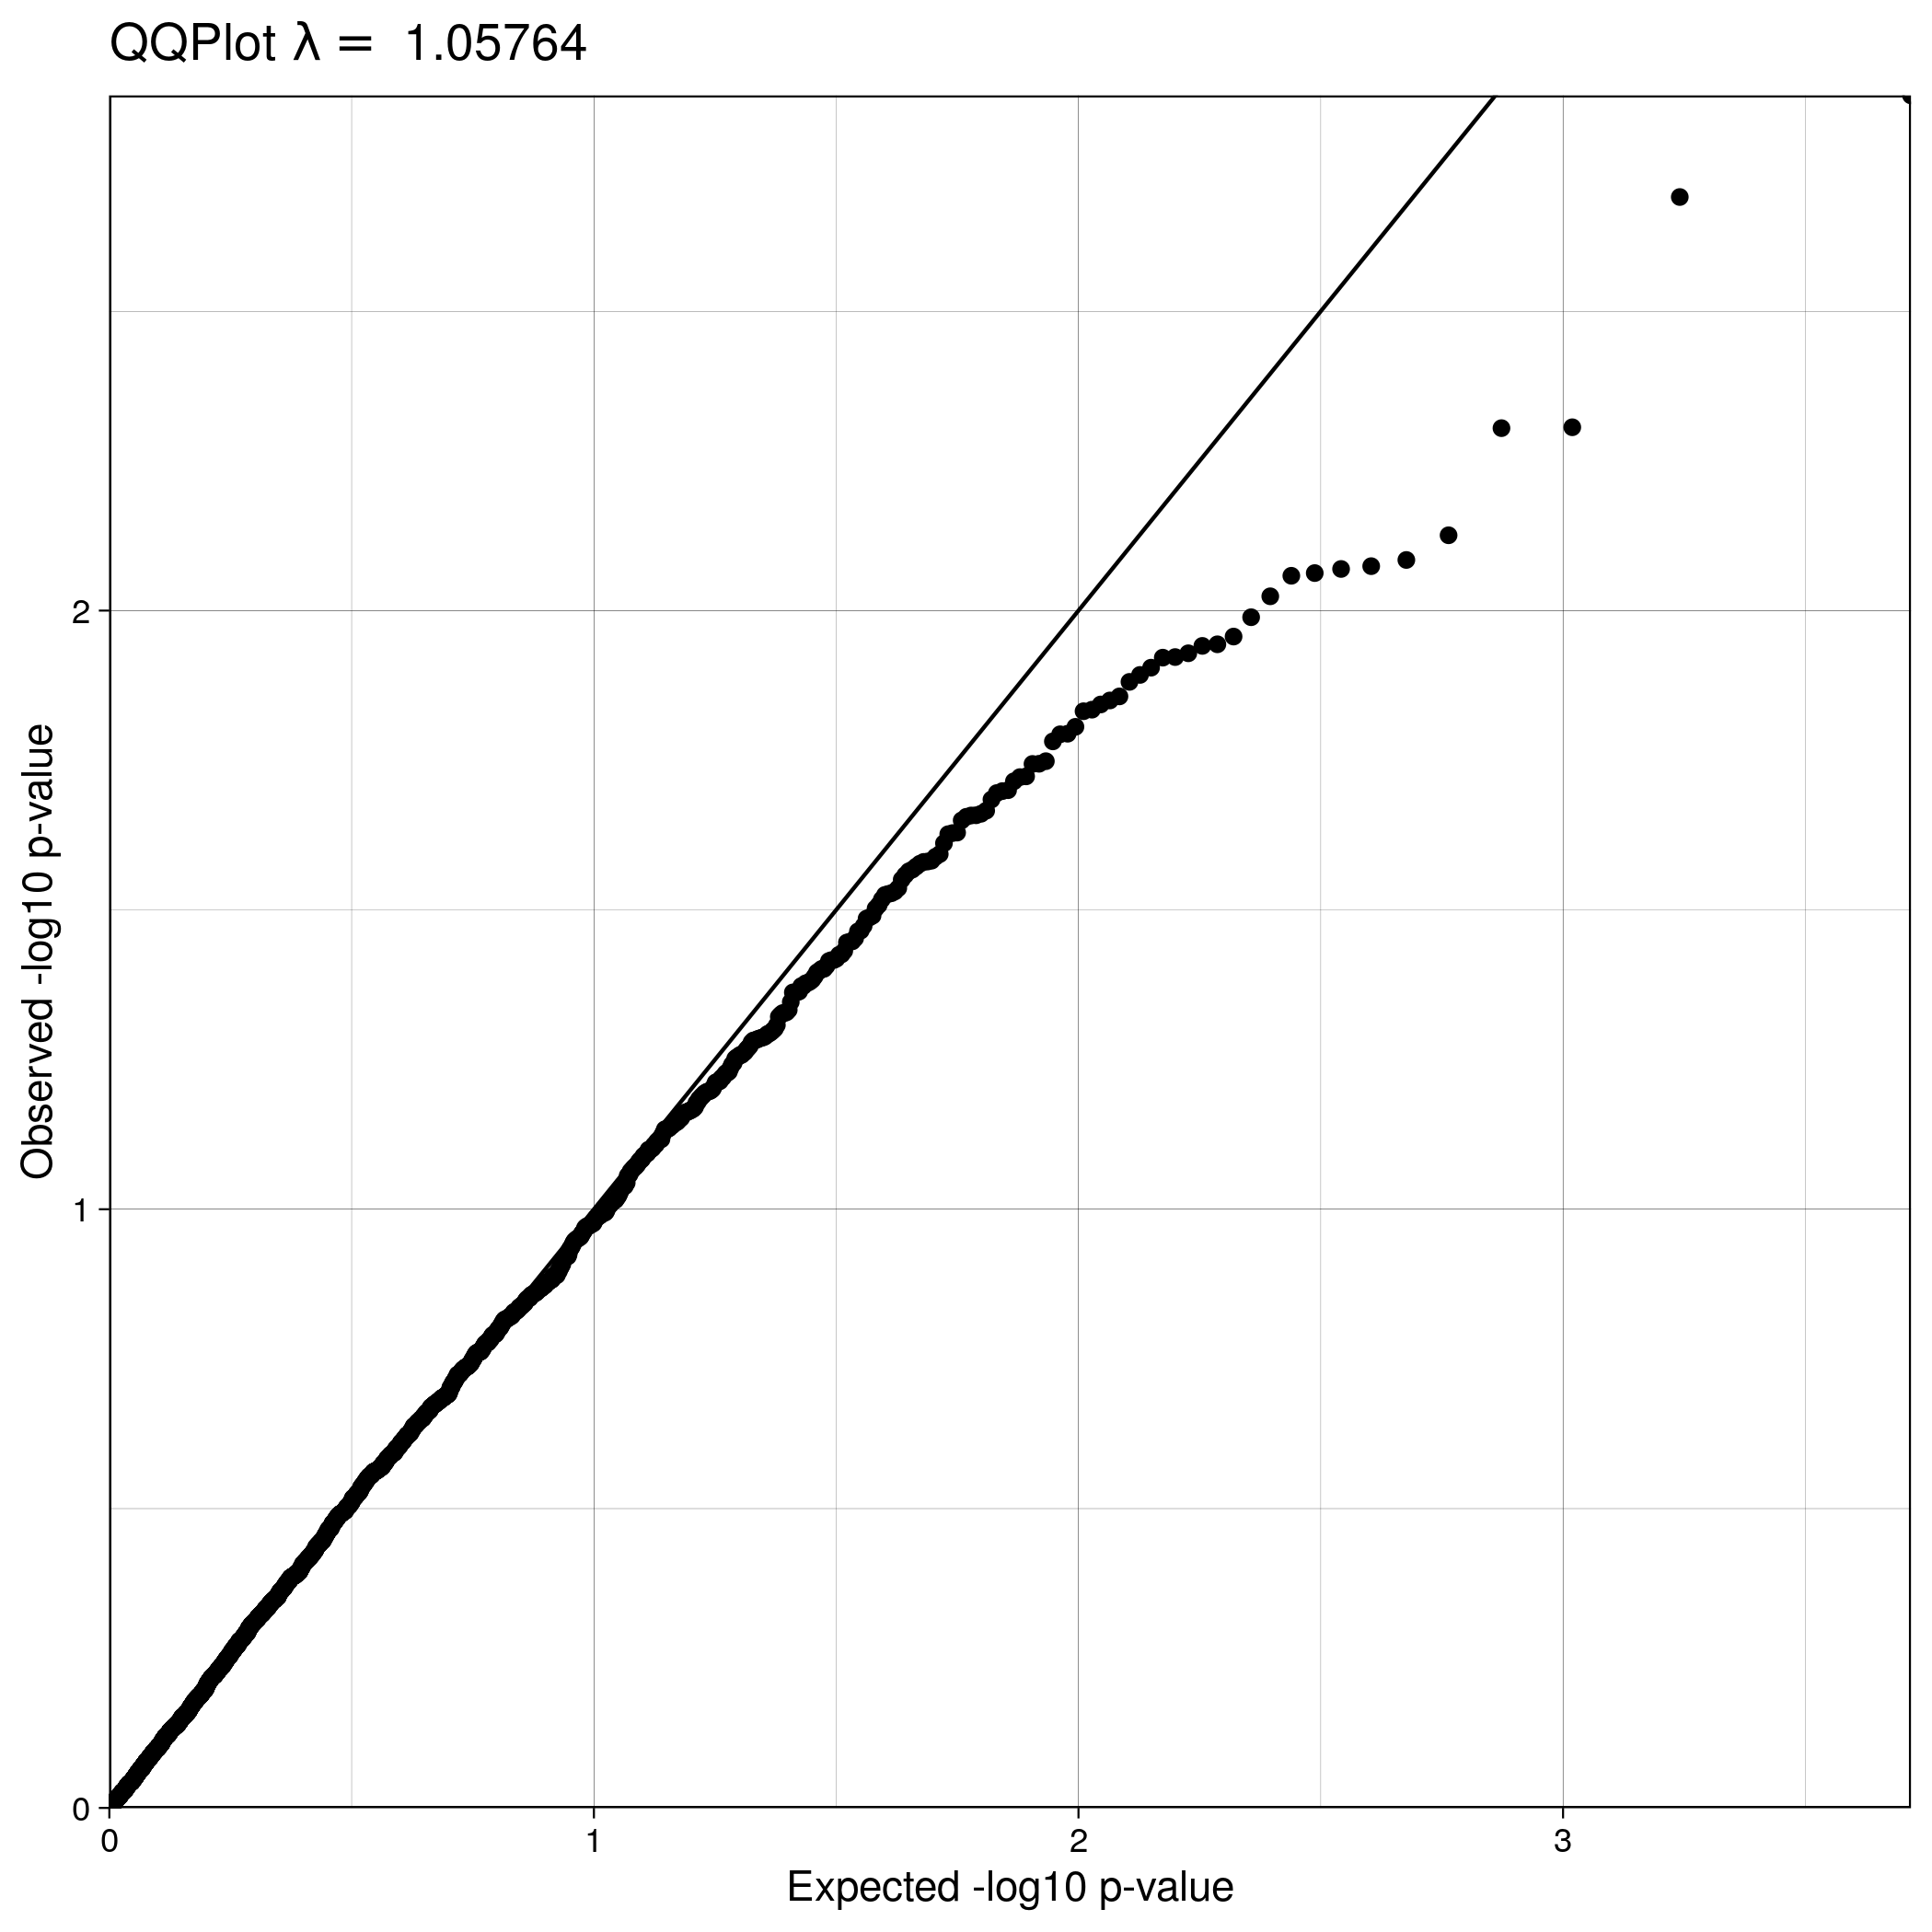 QQPlot λ = 1.05764
Observed -log10 p-value
2
1
0
0
1
2
3
Expected -log10 p-value